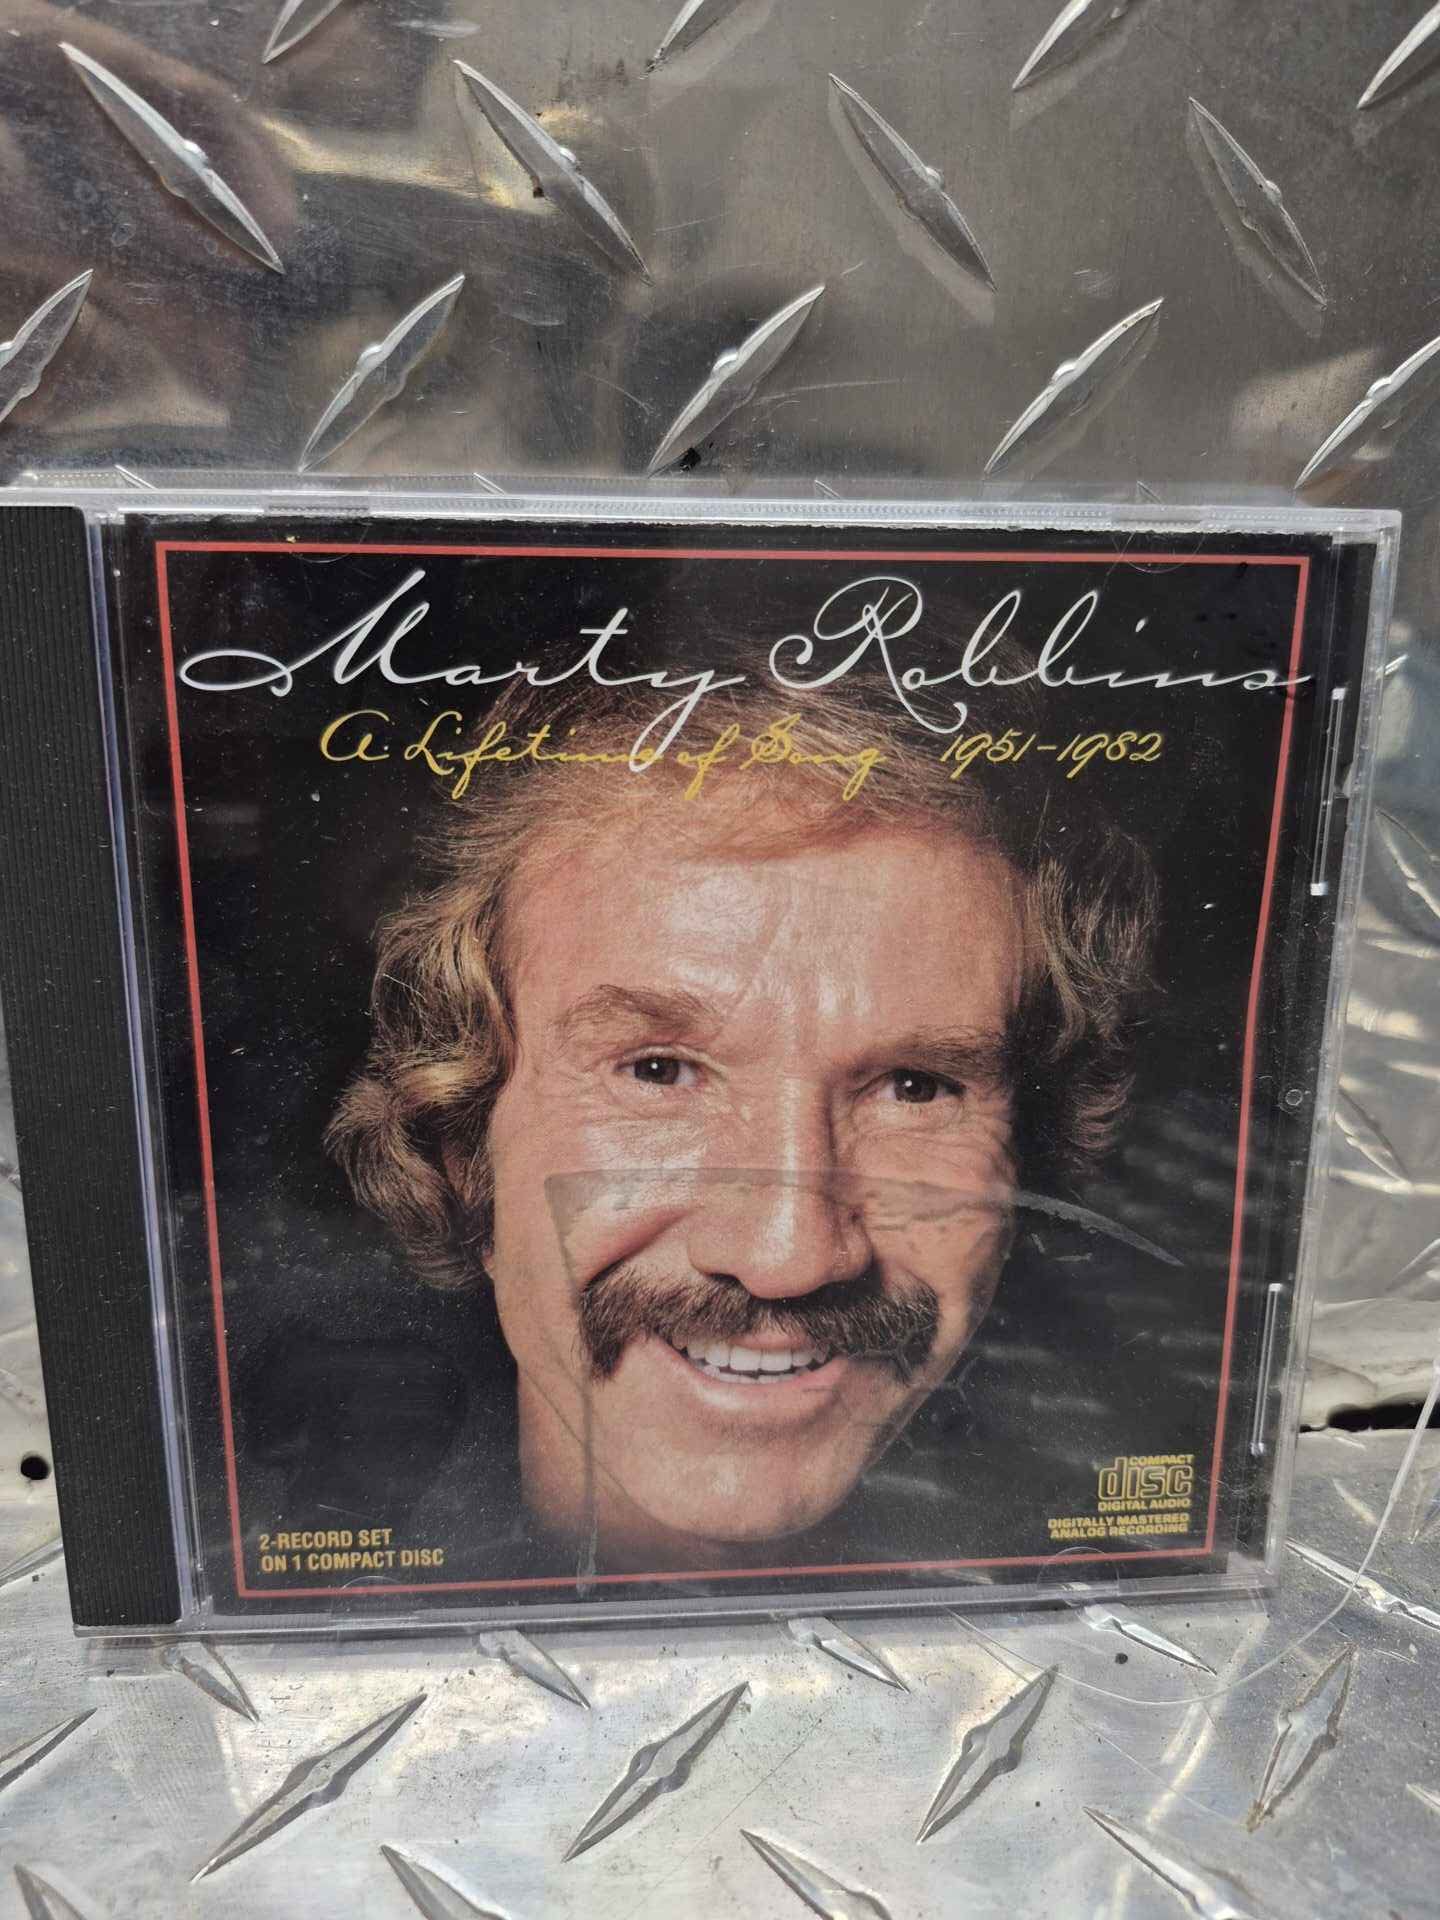 Marty Robbins
A Lifetime of Song 1951-1982
COMPACT
disc
DIGITAL AUDIO
DIGITALLY MASTERED
ANALOG RECORDING
2-RECORD SET
ON 1 COMPACT DISC